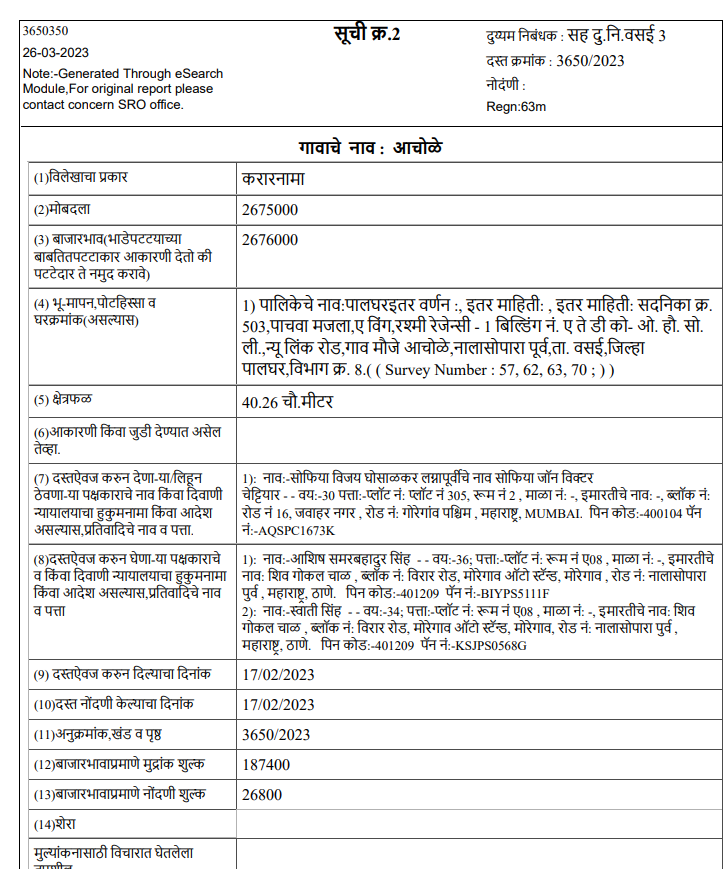 3650350
सूची क्र.2
दुय्यम निबंधक : सह दु.नि.वसई 3
26-03-2023
दस्त क्रमांक : 3650/2023
Note:-Generated Through eSearch
Module,For original report please
contact concern SRO office.
नोदंणी :
Regn:63m
गावाचे नाव : आचोळे
(1)विलेखाचा प्रकार
करारनामा
(2)मोबदला
2675000
(3) बाजारभाव(भाडेपटटयाच्या
बाबतितपटटाकार आकारणी देतो की
पटटेदार ते नमुद करावे)
2676000
(4) भू-मापन,पोटहिस्सा व
घरक्रमांक(असल्यास)
1) पालिकेचे नाव:पालघरइतर वर्णन :, इतर माहिती: , इतर माहिती: सदनिका क्र.
503,पाचवा मजला,ए विंग,रश्मी रेजेन्सी - 1 बिल्डिंग नं. ए ते डी को- ओ. हौ. सो.
ली.,न्यू लिंक रोड,गाव मौजे आचोळे,नालासोपारा पूर्व,ता. वसई,जिल्हा
पालघर,विभाग क्र. 8.( ( Survey Number : 57, 62, 63, 70 ; ) )
(5) क्षेत्रफळ
40.26 चौ.मीटर
(6)आकारणी किंवा जुडी देण्यात असेल
तेव्हा.
(7) दस्तऐवज करुन देणा-या/लिहून
ठेवणा-या पक्षकाराचे नाव किंवा दिवाणी
न्यायालयाचा हुकुमनामा किंवा आदेश
असल्यास,प्रतिवादिचे नाव व पत्ता.
1): नाव:-सोफिया विजय घोसाळकर लग्नापूर्वीचे नाव सोफिया जॉन विक्टर
चेट्टियार - - वय:-30 पत्ता:-प्लॉट नं: प्लॉट नं 305, रूम नं 2 , माळा नं: -, इमारतीचे नाव: -, ब्लॉक नं:
रोड नं 16, जवाहर नगर , रोड नं: गोरेगांव पश्चिम , महाराष्ट्र, MUMBAI. पिन कोड:-400104 पॅन
नं:-AQSPC1673K
(8)दस्तऐवज करुन घेणा-या पक्षकाराचे
व किंवा दिवाणी न्यायालयाचा हुकुमनामा
किंवा आदेश असल्यास,प्रतिवादिचे नाव
व पत्ता
1): नाव:-आशिष समरबहादुर सिंह - - वय:-36; पत्ता:-प्लॉट नं: रूम नं ए08 , माळा नं: -, इमारतीचे
नाव: शिव गोकल चाळ , ब्लॉक नं: विरार रोड, मोरेगाव ऑटो स्टॅन्ड, मोरेगाव , रोड नं: नालासोपारा
पुर्व , महाराष्ट्र, ठाणे. पिन कोड:-401209 पॅन नं:-BIYPS5111F
2): नाव:-स्वाती सिंह - - वय:-34; पत्ता:-प्लॉट नं: रूम नं ए08 , माळा नं: -, इमारतीचे नाव: शिव
गोकल चाळ , ब्लॉक नं: विरार रोड, मोरेगाव ऑटो स्टॅन्ड, मोरेगाव, रोड नं: नालासोपारा पुर्व ,
महाराष्ट्र, ठाणे. पिन कोड:-401209 पॅन नं:-KSJPS0568G
(9) दस्तऐवज करुन दिल्याचा दिनांक
17/02/2023
(10)दस्त नोंदणी केल्याचा दिनांक
17/02/2023
(11)अनुक्रमांक,खंड व पृष्ठ
3650/2023
(12)बाजारभावाप्रमाणे मुद्रांक शुल्क
187400
(13)बाजारभावाप्रमाणे नोंदणी शुल्क
26800
(14)शेरा
मुल्यांकनासाठी विचारात घेतलेला